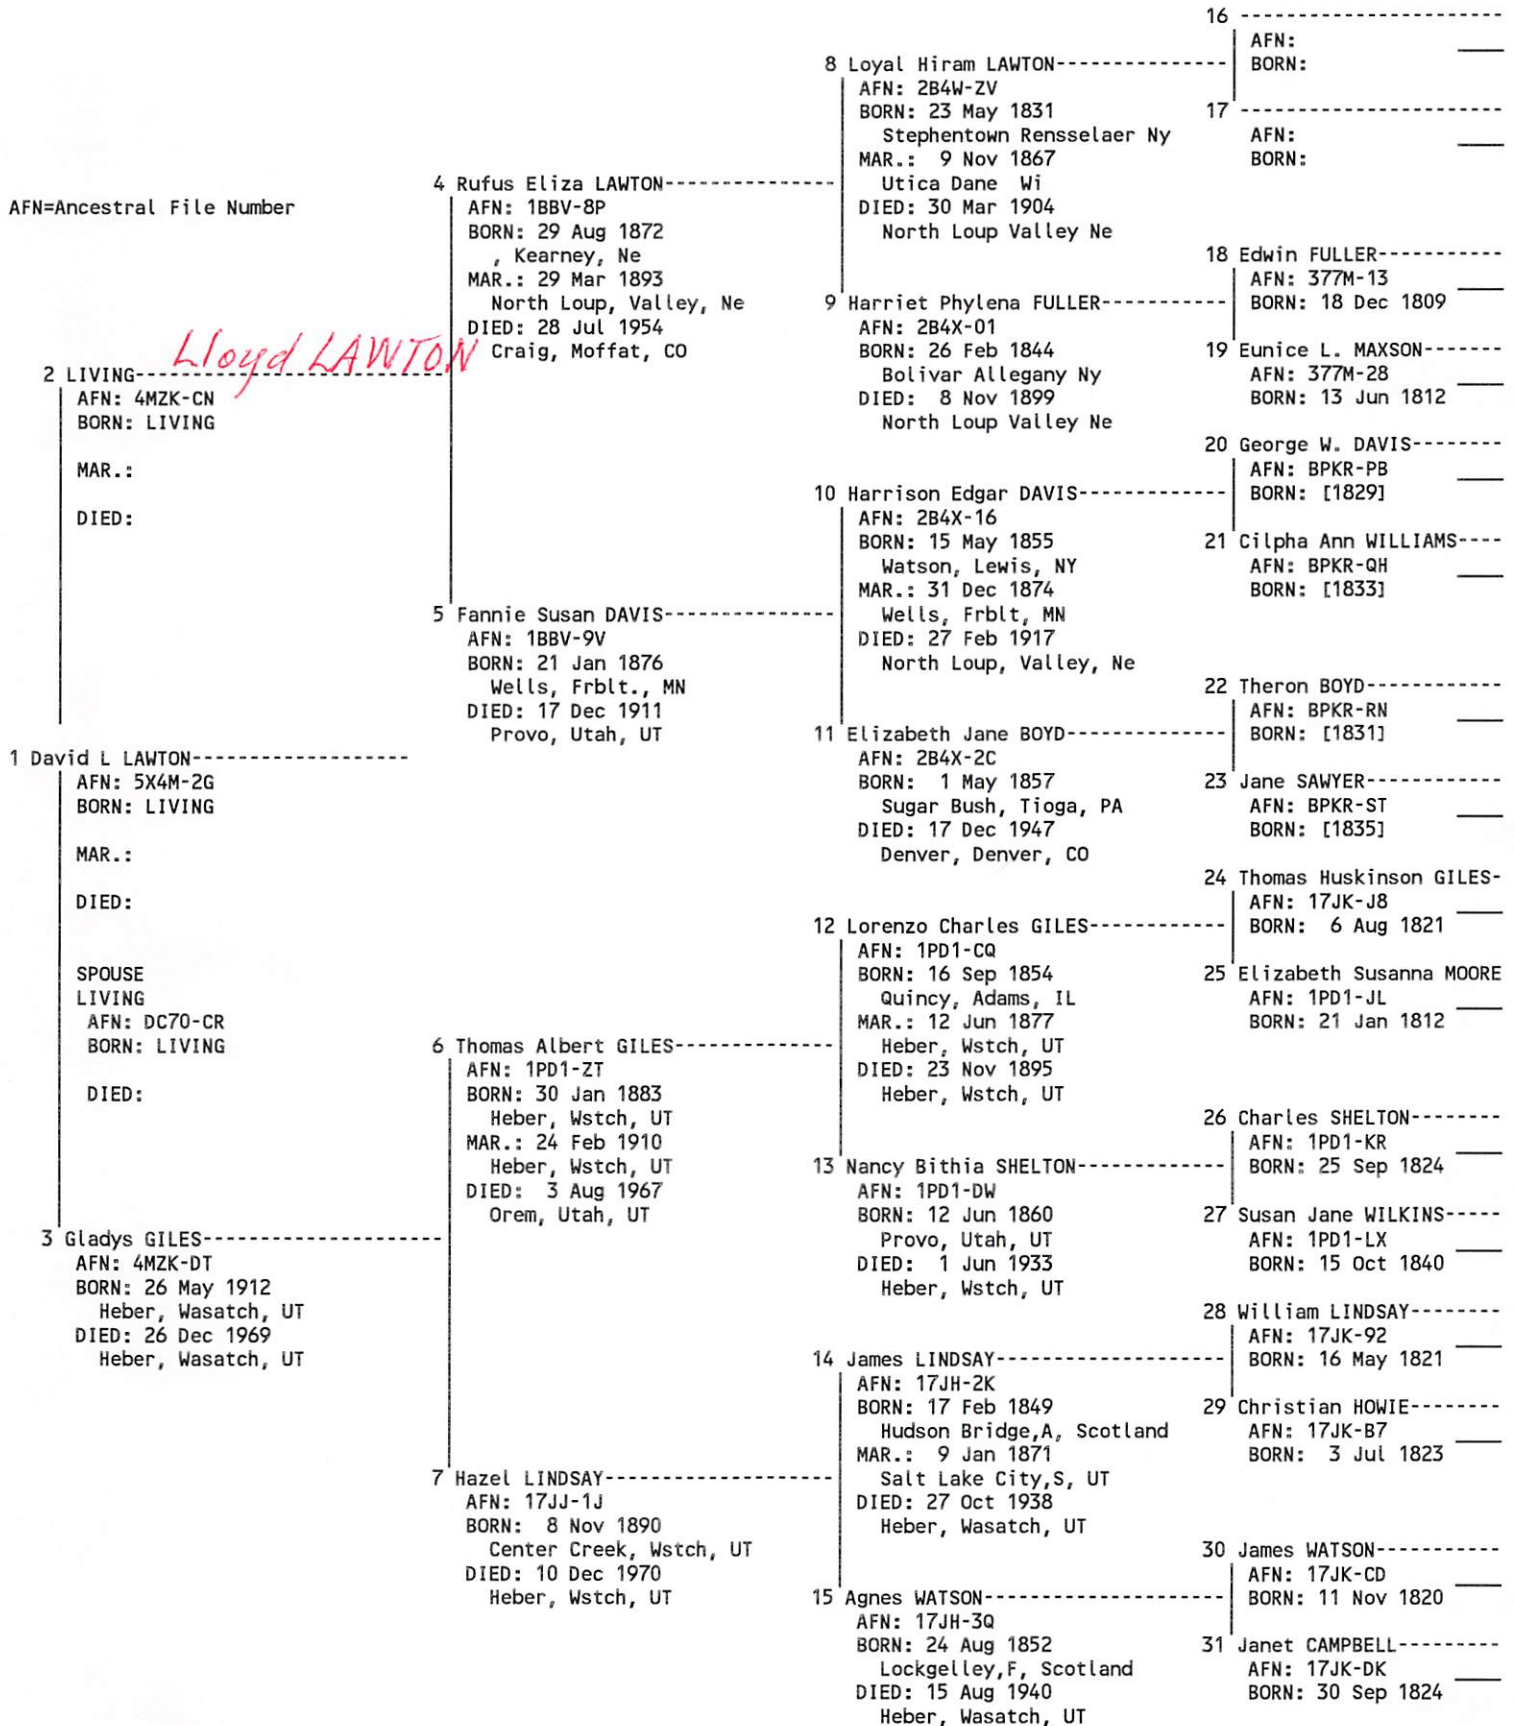 AFN=Ancestral File Number
1 David L LAWTON------------------
AFN: 5X4M-2G
BORN: LIVING
MAR.:
DIED:
SPOUSE
LIVING
AFN: DC70-CR
BORN: LIVING
DIED:
Lloyd LAWTON
2 LIVING--------------------------
AFN: 4MZK-CN
BORN: LIVING
MAR.:
DIED:
3 Gladys GILES--------------------
AFN: 4MZK-DT
BORN: 26 May 1912
Heber, Wasatch, UT
DIED: 26 Dec 1969
Heber, Wasatch, UT
4 Rufus Eliza LAWTON--------------
AFN: 1BBV-8P
BORN: 29 Aug 1872
, Kearney, Ne
MAR.: 29 Mar 1893
North Loup, Valley, Ne
DIED: 28 Jul 1954
Craig, Moffat, CO
5 Fannie Susan DAVIS--------------
AFN: 1BBV-9V
BORN: 21 Jan 1876
Wells, Frblt., MN
DIED: 17 Dec 1911
Provo, Utah, UT
6 Thomas Albert GILES-------------
AFN: 1PD1-ZT
BORN: 30 Jan 1883
Heber, Wstch, UT
MAR.: 24 Feb 1910
Heber, Wstch, UT
DIED: 3 Aug 1967
Orem, Utah, UT
7 Hazel LINDSAY-------------------
AFN: 17JJ-1J
BORN: 8 Nov 1890
Center Creek, Wstch, UT
DIED: 10 Dec 1970
Heber, Wstch, UT
8 Loyal Hiram LAWTON--------------
AFN: 2B4W-ZV
BORN: 23 May 1831
Stephentown Rensselaer Ny
MAR.: 9 Nov 1867
Utica Dane Wi
DIED: 30 Mar 1904
North Loup Valley Ne
9 Harriet Phylena FULLER----------
AFN: 2B4X-01
BORN: 26 Feb 1844
Bolivar Allegany Ny
DIED: 8 Nov 1899
North Loup Valley Ne
10 Harrison Edgar DAVIS------------
AFN: 2B4X-16
BORN: 15 May 1855
Watson, Lewis, NY
MAR.: 31 Dec 1874
Wells, Frblt, MN
DIED: 27 Feb 1917
North Loup, Valley, Ne
11 Elizabeth Jane BOYD-------------
AFN: 2B4X-2C
BORN: 1 May 1857
Sugar Bush, Tioga, PA
DIED: 17 Dec 1947
Denver, Denver, CO
12 Lorenzo Charles GILES-----------
AFN: 1PD1-CQ
BORN: 16 Sep 1854
Quincy, Adams, IL
MAR.: 12 Jun 1877
Heber, Wstch, UT
DIED: 23 Nov 1895
Heber, Wstch, UT
13 Nancy Bithia SHELTON------------
AFN: 1PD1-DW
BORN: 12 Jun 1860
Provo, Utah, UT
DIED: 1 Jun 1933
Heber, Wstch, UT
14 James LINDSAY-------------------
AFN: 17JH-2K
BORN: 17 Feb 1849
Hudson Bridge,A, Scotland
MAR.: 9 Jan 1871
Salt Lake City,S, UT
DIED: 27 Oct 1938
Heber, Wasatch, UT
15 Agnes WATSON--------------------
AFN: 17JH-3Q
BORN: 24 Aug 1852
Lockgelley,F, Scotland
DIED: 15 Aug 1940
Heber, Wasatch, UT
16 ----------------------
AFN:
BORN:
17 ----------------------
AFN:
BORN:
18 Edwin FULLER-----------
AFN: 377M-13
BORN: 18 Dec 1809
19 Eunice L. MAXSON-------
AFN: 377M-28
BORN: 13 Jun 1812
20 George W. DAVIS--------
AFN: BPKR-PB
BORN: [1829]
21 Cilpha Ann WILLIAMS----
AFN: BPKR-QH
BORN: [1833]
22 Theron BOYD------------
AFN: BPKR-RN
BORN: [1831]
23 Jane SAWYER------------
AFN: BPKR-ST
BORN: [1835]
24 Thomas Huskinson GILES-
AFN: 17JK-J8
BORN: 6 Aug 1821
25 Elizabeth Susanna MOORE
AFN: 1PD1-JL
BORN: 21 Jan 1812
26 Charles SHELTON--------
AFN: 1PD1-KR
BORN: 25 Sep 1824
27 Susan Jane WILKINS-----
AFN: 1PD1-LX
BORN: 15 Oct 1840
28 William LINDSAY--------
AFN: 17JK-92
BORN: 16 May 1821
29 Christian HOWIE--------
AFN: 17JK-B7
BORN: 3 Jul 1823
30 James WATSON-----------
AFN: 17JK-CD
BORN: 11 Nov 1820
31 Janet CAMPBELL---------
AFN: 17JK-DK
BORN: 30 Sep 1824